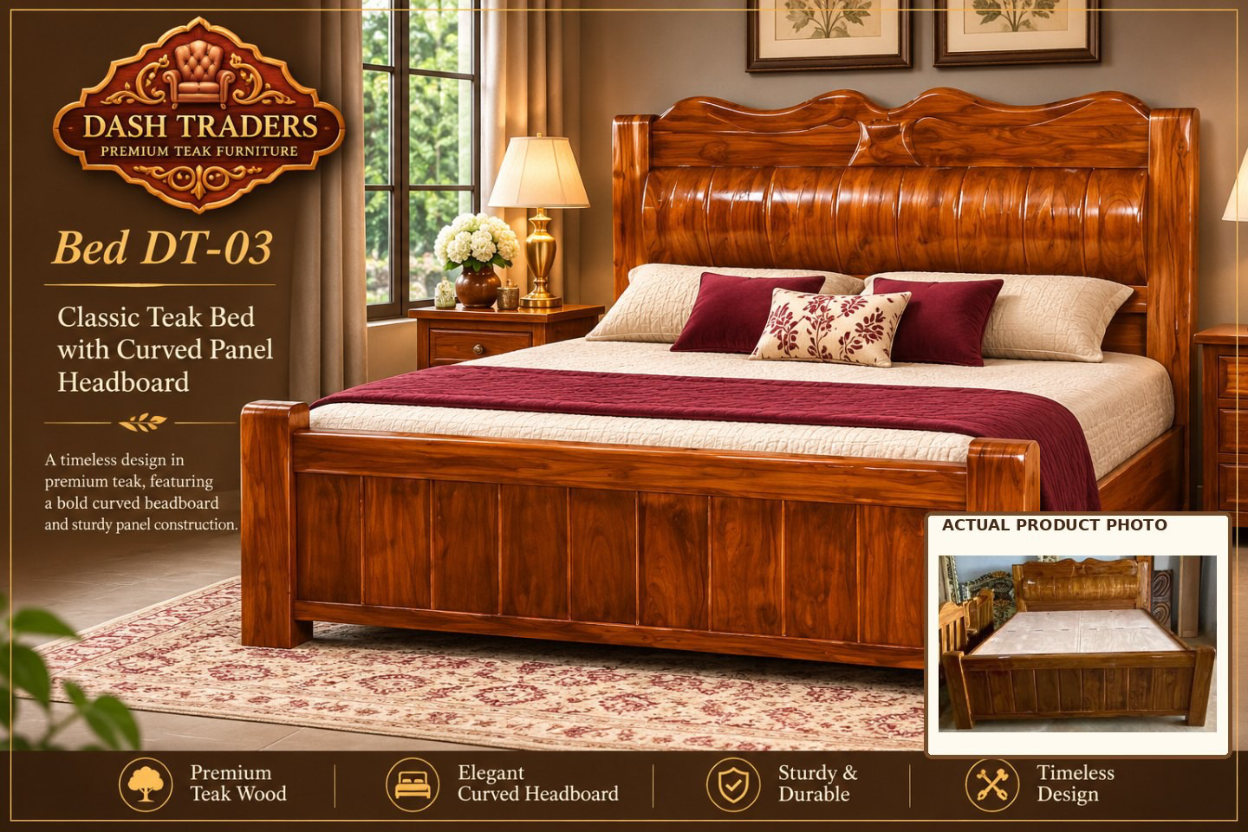 DASH TRADERS
PREMIUM TEAK FURNITURE
Bed DT-03
Classic Teak Bed
with Curved Panel
Headboard
A timeless design in
premium teak, featuring
a bold curved beadboard
and sturdy panel construction.
ACTUAL PRODUCT PHOTO
Premium
Teak Wood
Elegant
Curved Headboard
Sturdy &
Durable
Timeless
Design